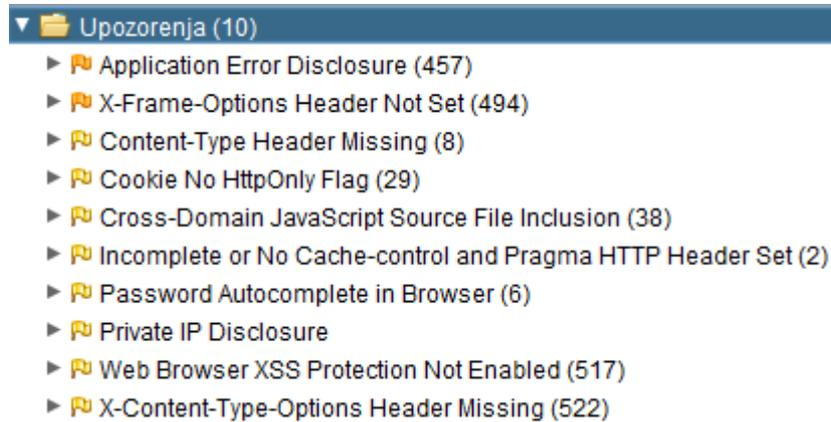 Upozorenja (10)
Application Error Disclosure (457)
X-Frame-Options Header Not Set (494)
Content-Type Header Missing (8)
Cookie No HttpOnly Flag (29)
Cross-Domain JavaScript Source File Inclusion (38)
Incomplete or No Cache-control and Pragma HTTP Header Set (2)
Password Autocomplete in Browser (6)
Private IP Disclosure
Web Browser XSS Protection Not Enabled (517)
X-Content-Type-Options Header Missing (522)